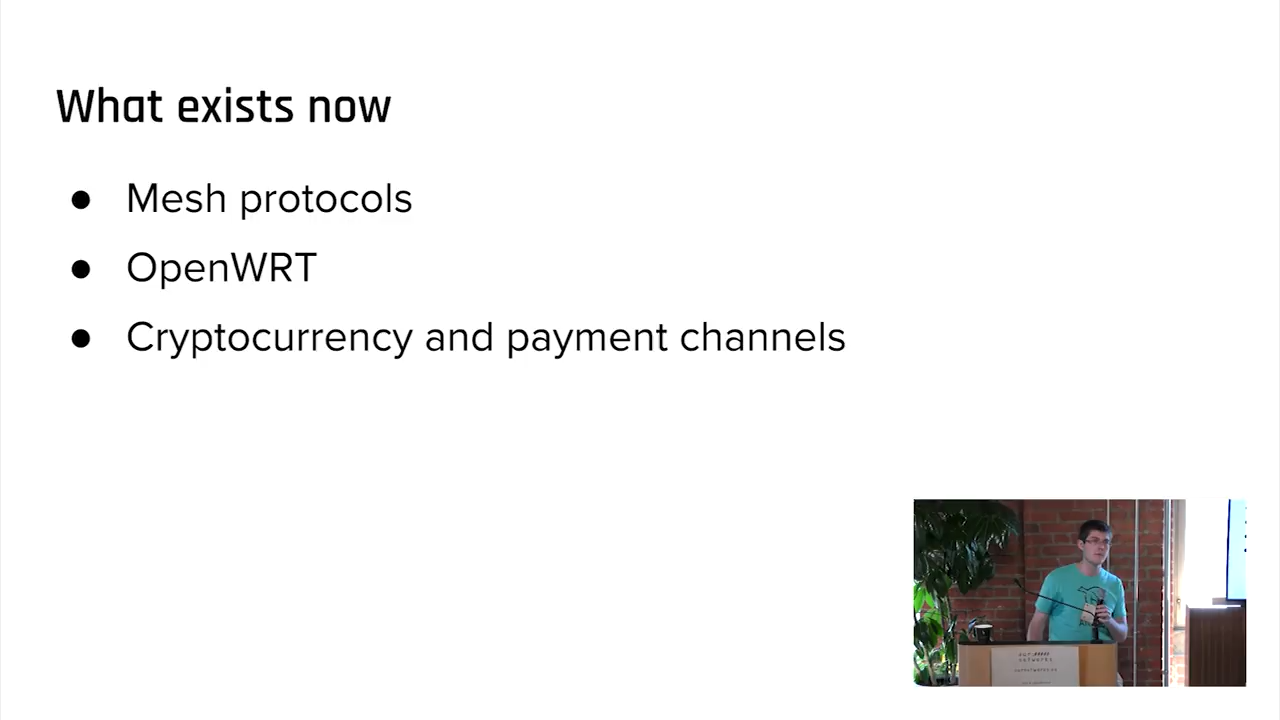 What exists now
● Mesh protocols
● OpenWRT
● Cryptocurrency and payment channels